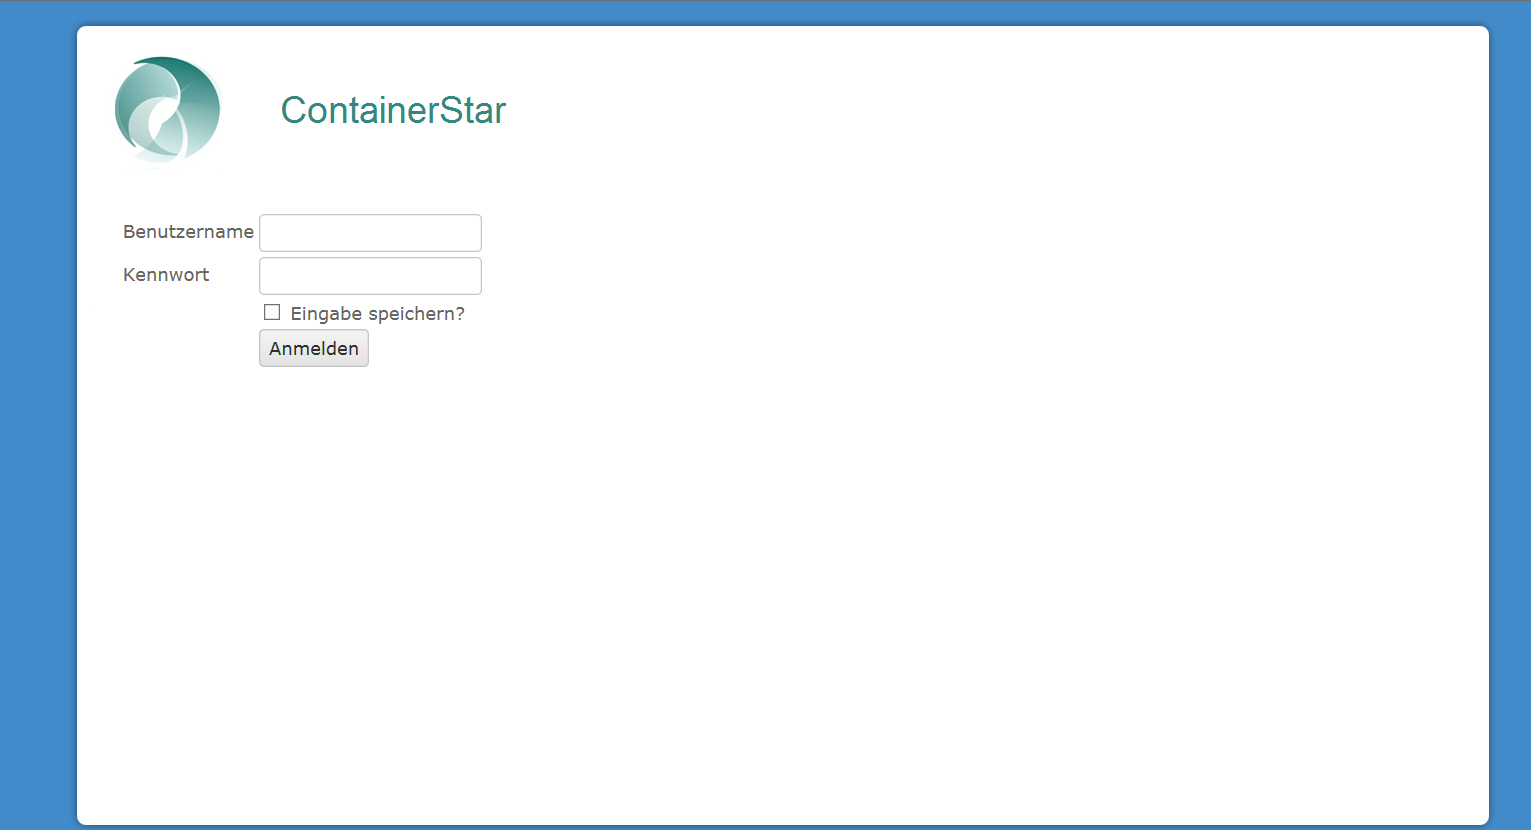 ContainerStar
Benutzername
Kennwort
Eingabe speichern?
Anmelden